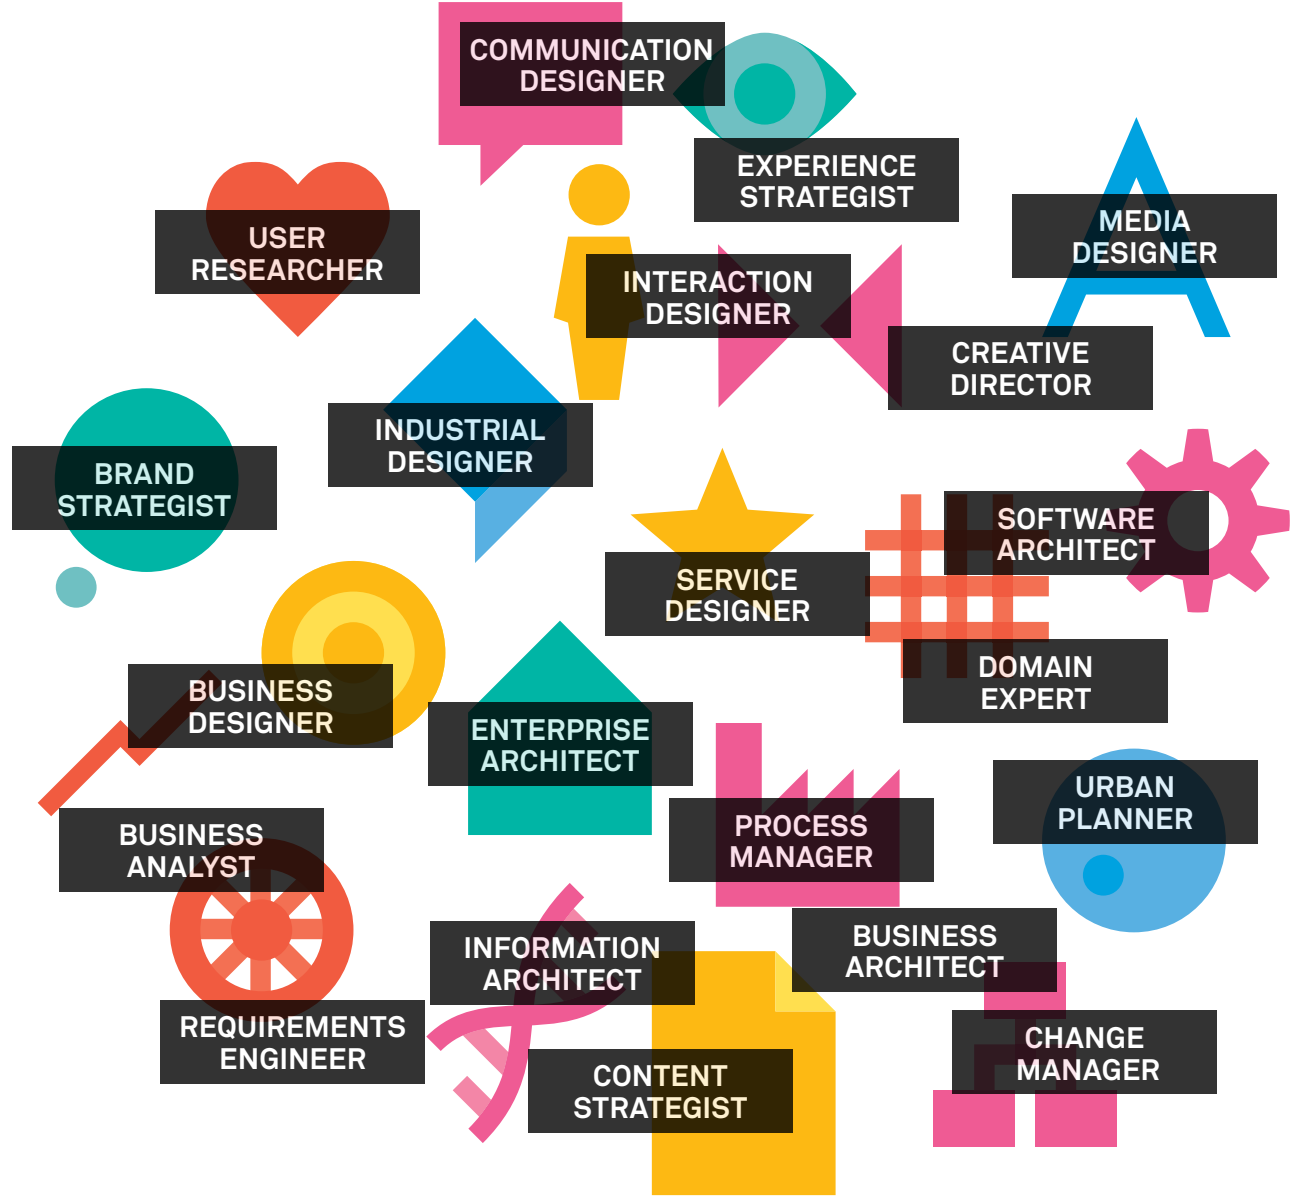 COMMUNICATION
DESIGNER
EXPERIENCE
STRATEGIST
MEDIA
DESIGNER
USER
RESEARCHER
INTERACTION
DESIGNER
CREATIVE
DIRECTOR
INDUSTRIAL
DESIGNER
BRAND
STRATEGIST
SOFTWARE
ARCHITECT
SERVICE
DESIGNER
DOMAIN
EXPERT
BUSINESS
DESIGNER
ENTERPRISE
ARCHITECT
URBAN
PLANNER
PROCESS
MANAGER
BUSINESS
ANALYST
BUSINESS
ARCHITECT
INFORMATION
ARCHITECT
REQUIREMENTS
ENGINEER
CHANGE
MANAGER
CONTENT
STRATEGIST